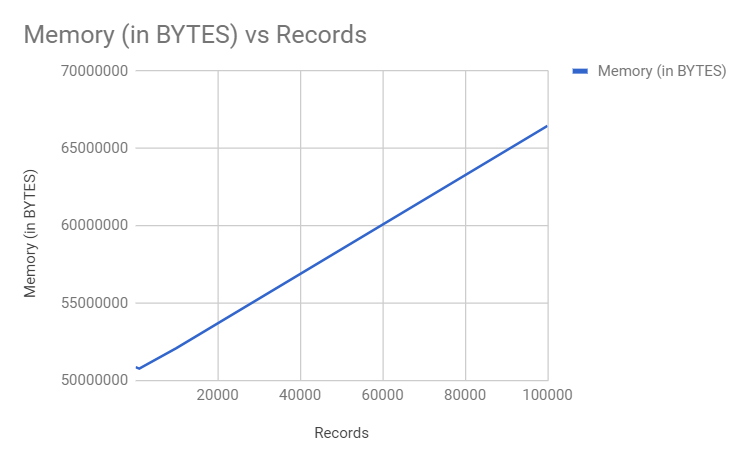 Memory (in BYTES) vs Records
Memory (in BYTES)
70000000
65000000
60000000
55000000
50000000
Memory (in BYTES)
20000
40000
60000
80000
100000
Records